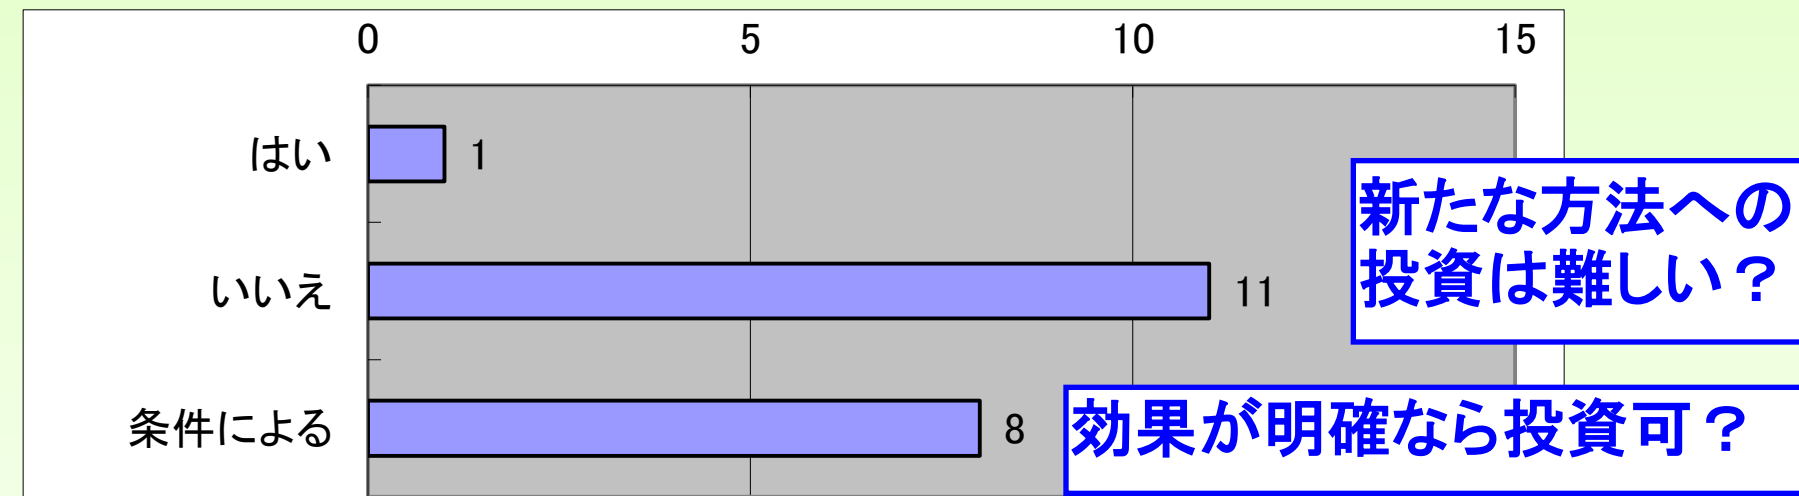 0 5 10 15
はい 1
新たな方法への
投資は難しい？
いいえ 11
条件による 8
効果が明確なら投資可？